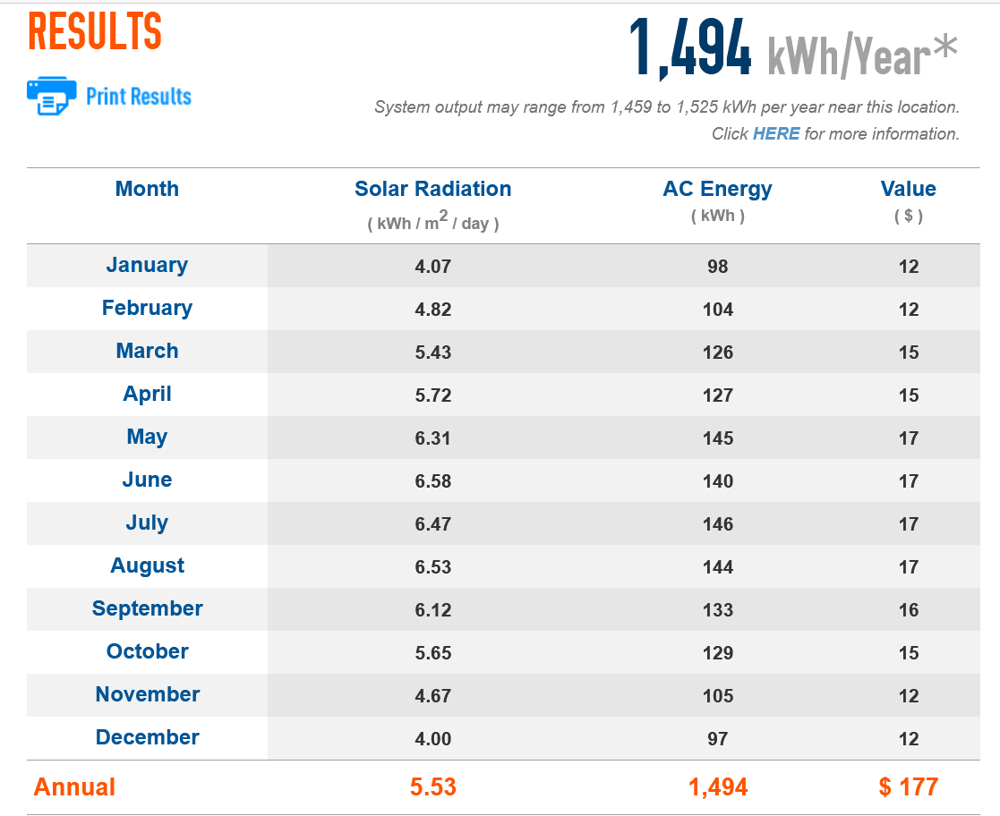 RESULTS
1,494 kWh/Year*
Print Results
System output may range from 1,459 to 1,525 kWh per year near this location.
Click HERE for more information.
Month Solar Radiation AC Energy Value
( kWh / m2 / day ) ( kWh ) ( $ )
January 4.07 98 12
February 4.82 104 12
March 5.43 126 15
April 5.72 127 15
May 6.31 145 17
June 6.58 140 17
July 6.47 146 17
August 6.53 144 17
September 6.12 133 16
October 5.65 129 15
November 4.67 105 12
December 4.00 97 12
Annual 5.53 1,494 $ 177